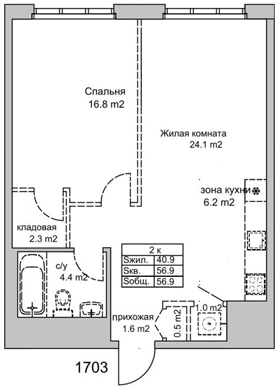 Спальня
16.8 m2
Жилая комната
24.1 m2
зона кухни
6.2 m2
кладовая
2.3 m2
с/у
4.4 m2
2 к
Sжил. 40.9
Sкв. 56.9
Sобщ. 56.9
прихожая
1.6 m2
0.5 m2
1.0 m2
1703